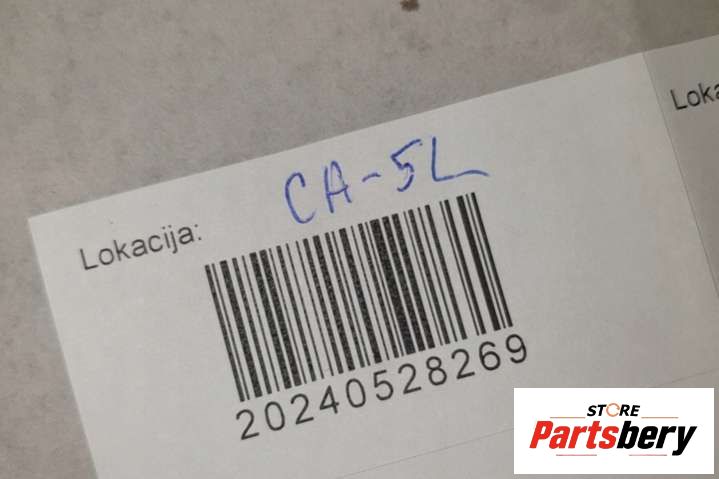 CA-5L
Lokacija:
Loka
20240528269
STORE
Partsbery